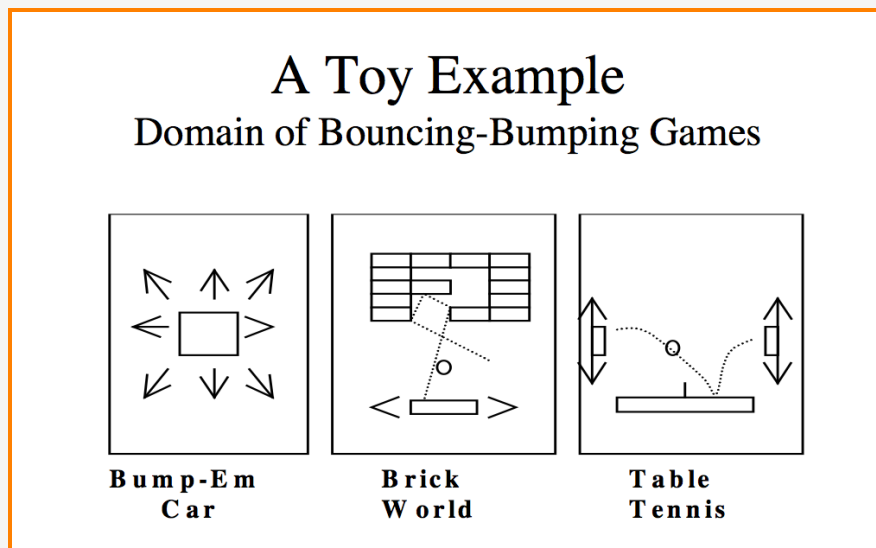 A Toy Example
Domain of Bouncing-Bumping Games
Bump-Em
Car
Brick
World
Table
Tennis